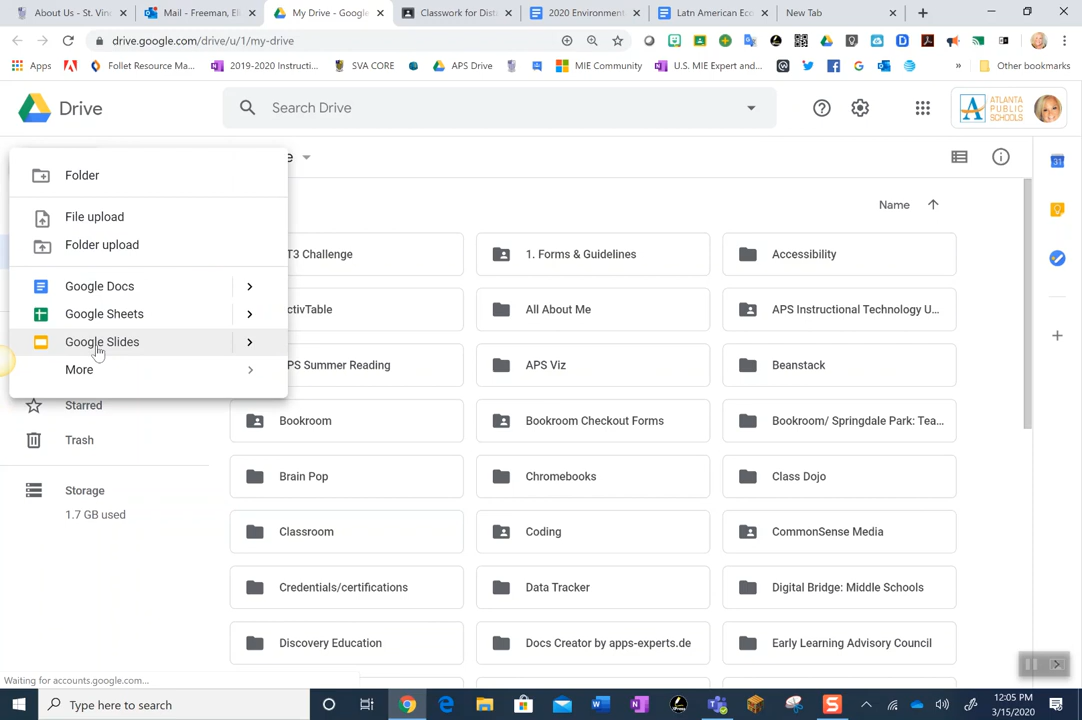 About Us - St. Vin
Mail - Freeman, El
My Drive - Google
Classwork for Dist
2020 Environment
Latn American Eco
New Tab
drive.google.com/drive/u/1/my-drive
Apps
Follet Resource Ma...
2019-2020 Instructi...
SVA CORE
APS Drive
MIE Community
U.S. MIE Expert and...
»
Other bookmarks
Drive
Search Drive
ATLANTA
PUBLIC
SCHOOLS
e
31
Folder
File upload
Folder upload
Google Docs
Google Sheets
Google Slides
More
Starred
Trash
Storage
1.7 GB used
Name
T3 Challenge
1. Forms & Guidelines
Accessibility
ctivTable
All About Me
APS Instructional Technology U...
PS Summer Reading
APS Viz
Beanstack
Bookroom
Bookroom Checkout Forms
Bookroom/ Springdale Park: Tea...
Brain Pop
Chromebooks
Class Dojo
Classroom
Coding
CommonSense Media
Credentials/certifications
Data Tracker
Digital Bridge: Middle Schools
Discovery Education
Docs Creator by apps-experts.de
Early Learning Advisory Council
Waiting for accounts.google.com...
Type here to search
12:05 PM
3/15/2020